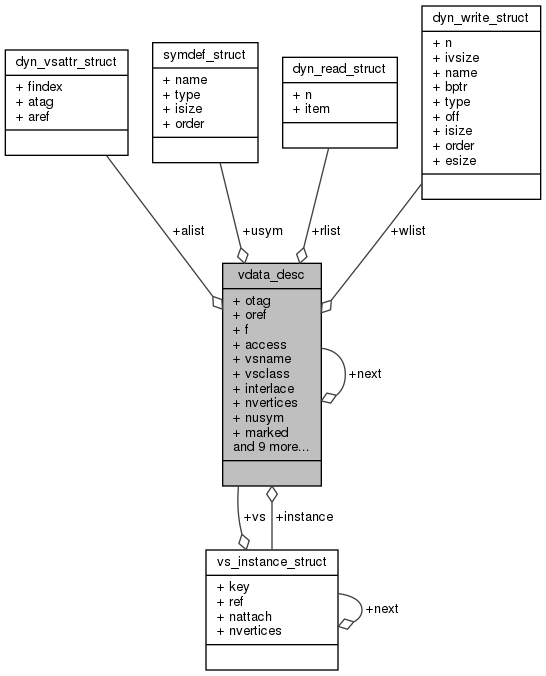 dyn_vsattr_struct
+ findex
+ atag
+ aref
symdef_struct
+ name
+ type
+ isize
+ order
dyn_read_struct
+ n
+ item
dyn_write_struct
+ n
+ ivsize
+ name
+ bptr
+ type
+ off
+ isize
+ order
+ esize
+alist
+usym
+rlist
+wlist
vdata_desc
+ otag
+ oref
+ f
+ access
+ vsname
+ vsclass
+ interlace
+ nvertices
+ nusym
+ marked
and 9 more...
+next
+vs
+instance
vs_instance_struct
+ key
+ ref
+ nattach
+ nvertices
+next